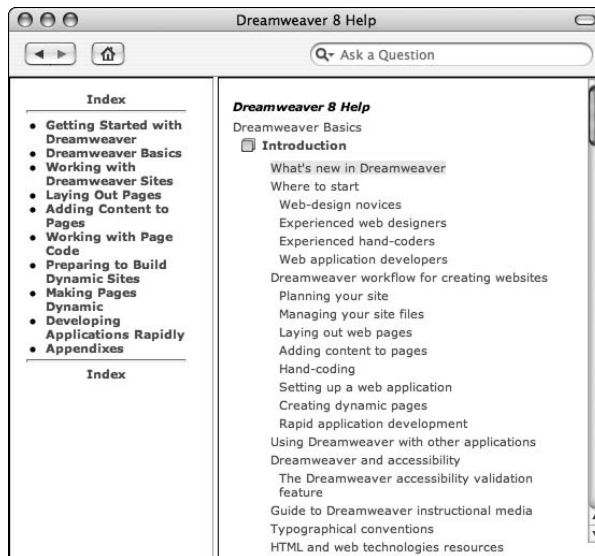 Dreamweaver 8 Help
Ask a Question
Index
Getting Started with
Dreamweaver
Dreamweaver Basics
Working with
Dreamweaver Sites
Laying Out Pages
Adding Content to
Pages
Working with Page
Code
Preparing to Build
Dynamic Sites
Making Pages
Dynamic
Developing
Applications Rapidly
Appendixes
Index
Dreamweaver 8 Help
Dreamweaver Basics
Introduction
What's new in Dreamweaver
Where to start
Web-design novices
Experienced web designers
Experienced hand-coders
Web application developers
Dreamweaver workflow for creating websites
Planning your site
Managing your site files
Laying out web pages
Adding content to pages
Hand-coding
Setting up a web application
Creating dynamic pages
Rapid application development
Using Dreamweaver with other applications
Dreamweaver and accessibility
The Dreamweaver accessibility validation
feature
Guide to Dreamweaver instructional media
Typographical conventions
HTML and web technologies resources